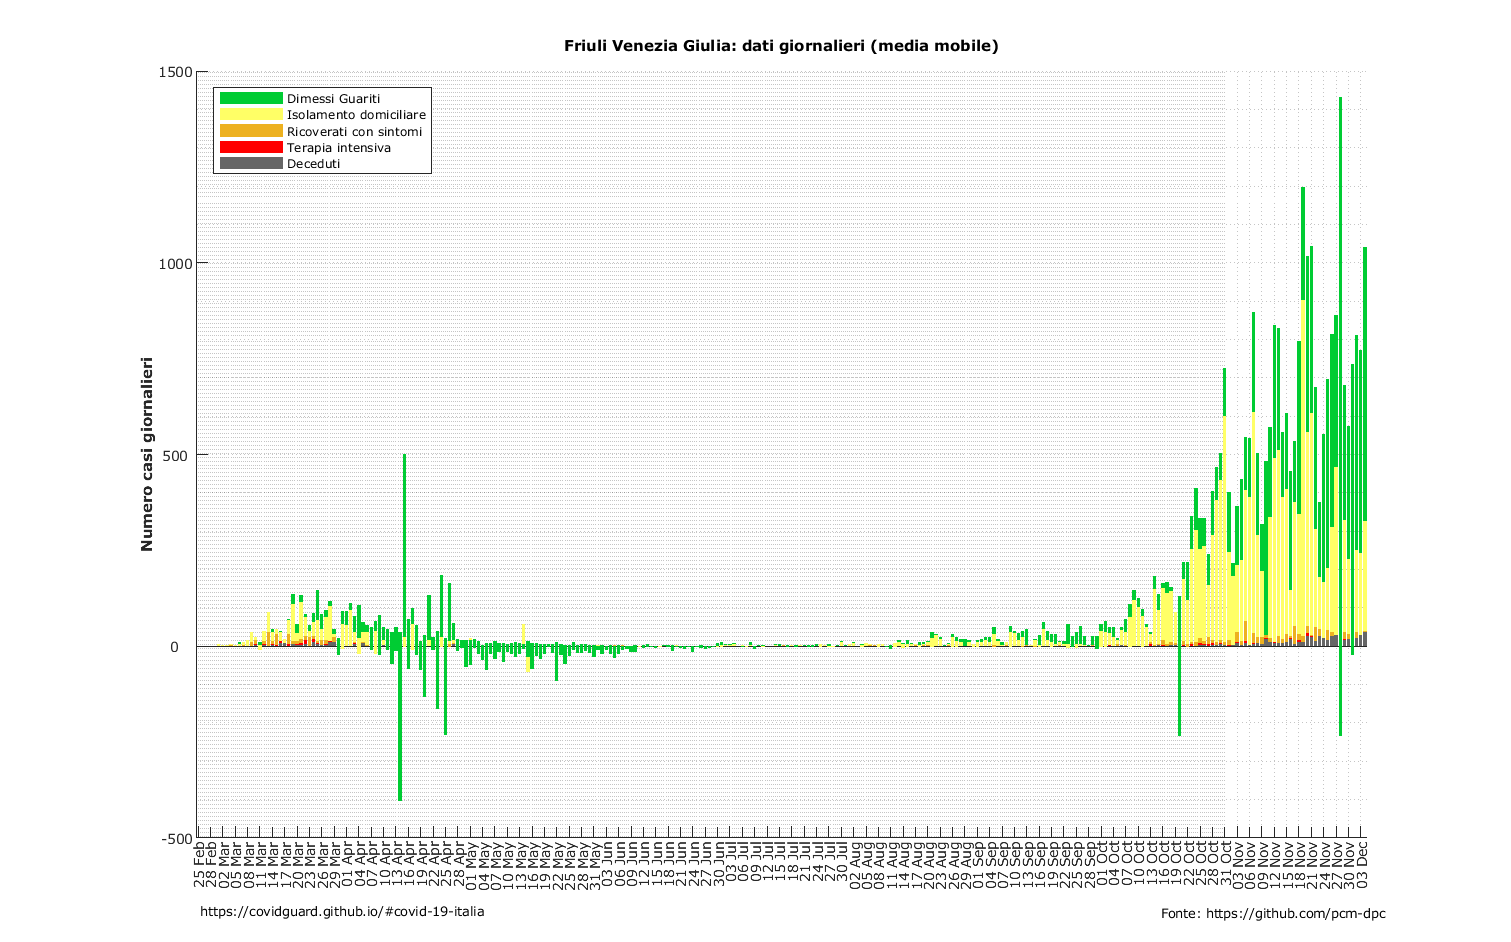 Friuli Venezia Giulia: dati giornalieri (media mobile)
Dimessi Guariti
Isolamento domiciliare
Ricoverati con sintomi
Terapia intensiva
Deceduti
Numero casi giornalieri
1500
1000
500
0
-500
25 Feb
28 Feb
02 Mar
05 Mar
08 Mar
11 Mar
14 Mar
17 Mar
20 Mar
23 Mar
26 Mar
29 Mar
01 Apr
04 Apr
07 Apr
10 Apr
13 Apr
16 Apr
19 Apr
22 Apr
25 Apr
28 Apr
01 May
04 May
07 May
10 May
13 May
16 May
19 May
22 May
25 May
28 May
31 May
03 Jun
06 Jun
09 Jun
12 Jun
15 Jun
18 Jun
21 Jun
24 Jun
27 Jun
30 Jun
03 Jul
06 Jul
09 Jul
12 Jul
15 Jul
18 Jul
21 Jul
24 Jul
27 Jul
30 Jul
02 Aug
05 Aug
08 Aug
11 Aug
14 Aug
17 Aug
20 Aug
23 Aug
26 Aug
29 Aug
01 Sep
04 Sep
07 Sep
10 Sep
13 Sep
16 Sep
19 Sep
22 Sep
25 Sep
28 Sep
01 Oct
04 Oct
07 Oct
10 Oct
13 Oct
16 Oct
19 Oct
22 Oct
25 Oct
28 Oct
31 Oct
03 Nov
06 Nov
09 Nov
12 Nov
15 Nov
18 Nov
21 Nov
24 Nov
27 Nov
30 Nov
03 Dec
https://covidguard.github.io/#covid-19-italia
Fonte: https://github.com/pcm-dpc